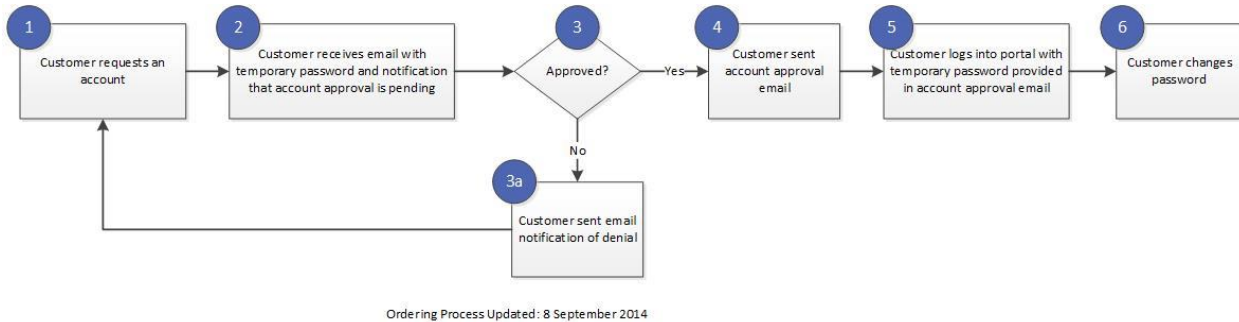 1
Customer requests an
account
2
Customer receives email with
temporary password and notification
that account approval is pending
3
Approved?
Yes
4
Customer sent
account approval
email
5
Customer logs into portal with
temporary password provided
in account approval email
6
Customer changes
password
No
3a
Customer sent email
notification of denial
Ordering Process Updated: 8 September 2014